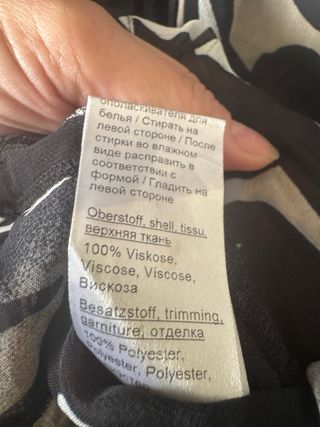 ополаскивателя для
белья / Стирать на
левой стороне / После
стирки во влажном
виде расправить в
соответствии с
формой / Гладить на
левой стороне
Oberstoff, shell, tissu,
верхняя ткань
100% Viskose,
Viscose, Viscose,
Вискоза
Besatzstoff, trimming,
garniture, отделка
100% Polyester,
Polyester, Polyester,